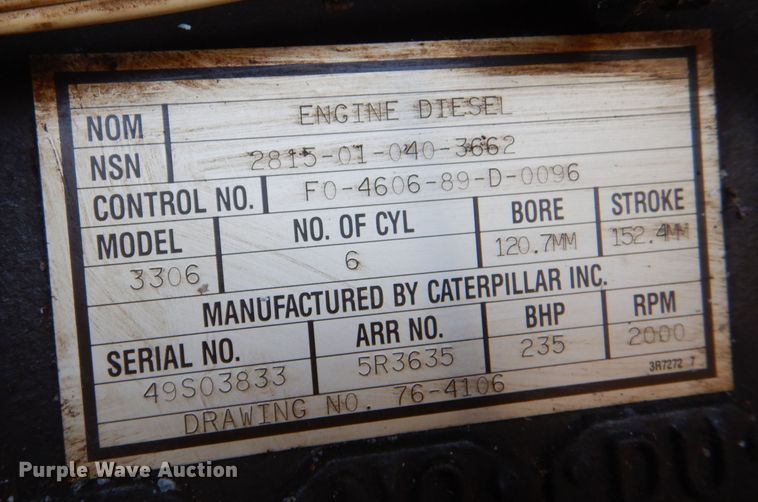 NOM ENGINE DIESEL
NSN 2815-01-040-3662
CONTROL NO. F0-4606-89-D-0096
MODEL NO. OF CYL BORE STROKE
3306 6 120.7MM 152.4MM
MANUFACTURED BY CATERPILLAR INC.
SERIAL NO. ARR NO. BHP RPM
49S03833 5R3635 235 2000
3R7272 7
DRAWING NO. 76-4106
Purple Wave Auction